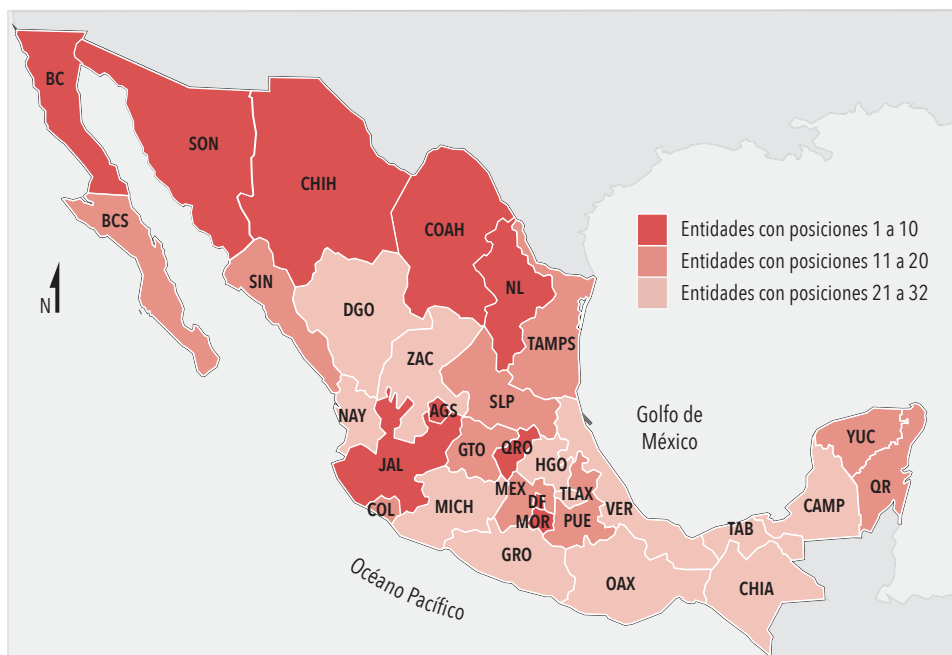 BC
SON
CHIH
BCS
COAH
Entidades con posiciones 1 a 10
Entidades con posiciones 11 a 20
Entidades con posiciones 21 a 32
SIN
NL
N
DGO
TAMPS
ZAC
SLP
NAY
AGS
Golfo de
México
YUC
GTO
QRO
JAL
HGO
QR
MEX
TLAX
DF
COL
MICH
VER
CAMP
MOR
PUE
TAB
GRO
OAX
CHIA
Océano Pacífico